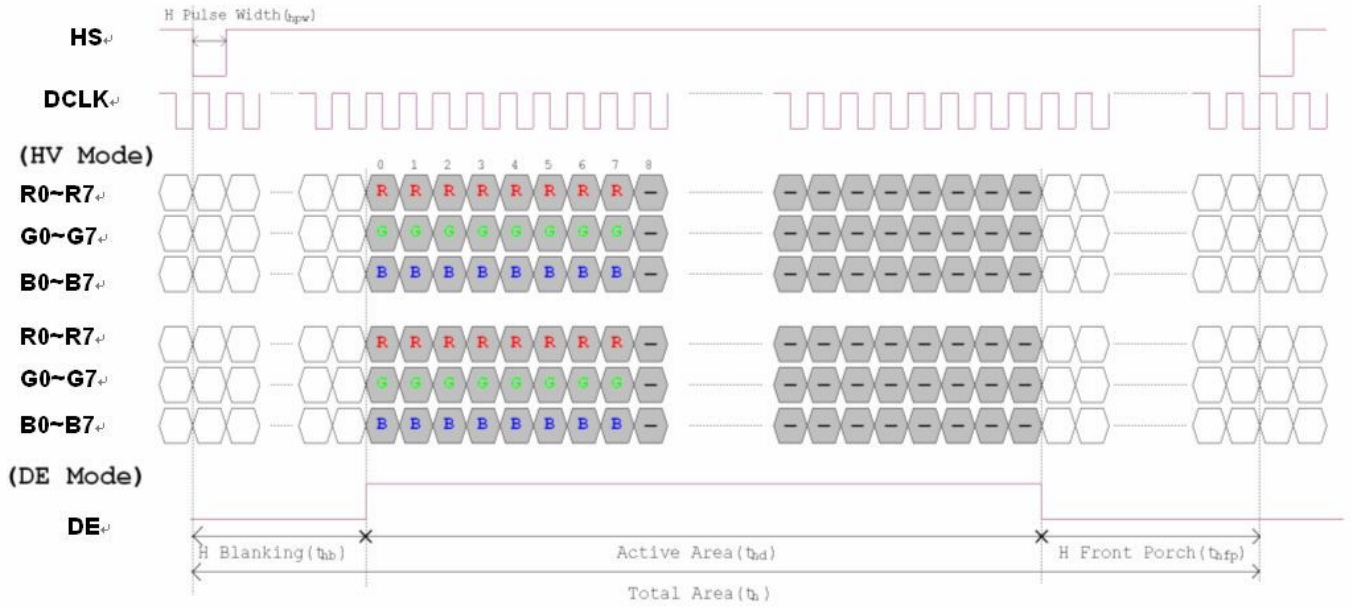 H Pulse Width(thpw)
HS
DCLK
(HV Mode)
0 1 2 3 4 5 6 7 8
R0~R7 R R R R R R R R - - - - - - - - -
G0~G7 G G G G G G G G - - - - - - - - -
B0~B7 B B B B B B B B - - - - - - - - -
R0~R7 R R R R R R R R - - - - - - - - -
G0~G7 G G G G G G G G - - - - - - - - -
B0~B7 B B B B B B B B - - - - - - - - -
(DE Mode)
DE
H Blanking(thb) Active Area(thd) H Front Porch(thfp)
Total Area(th)